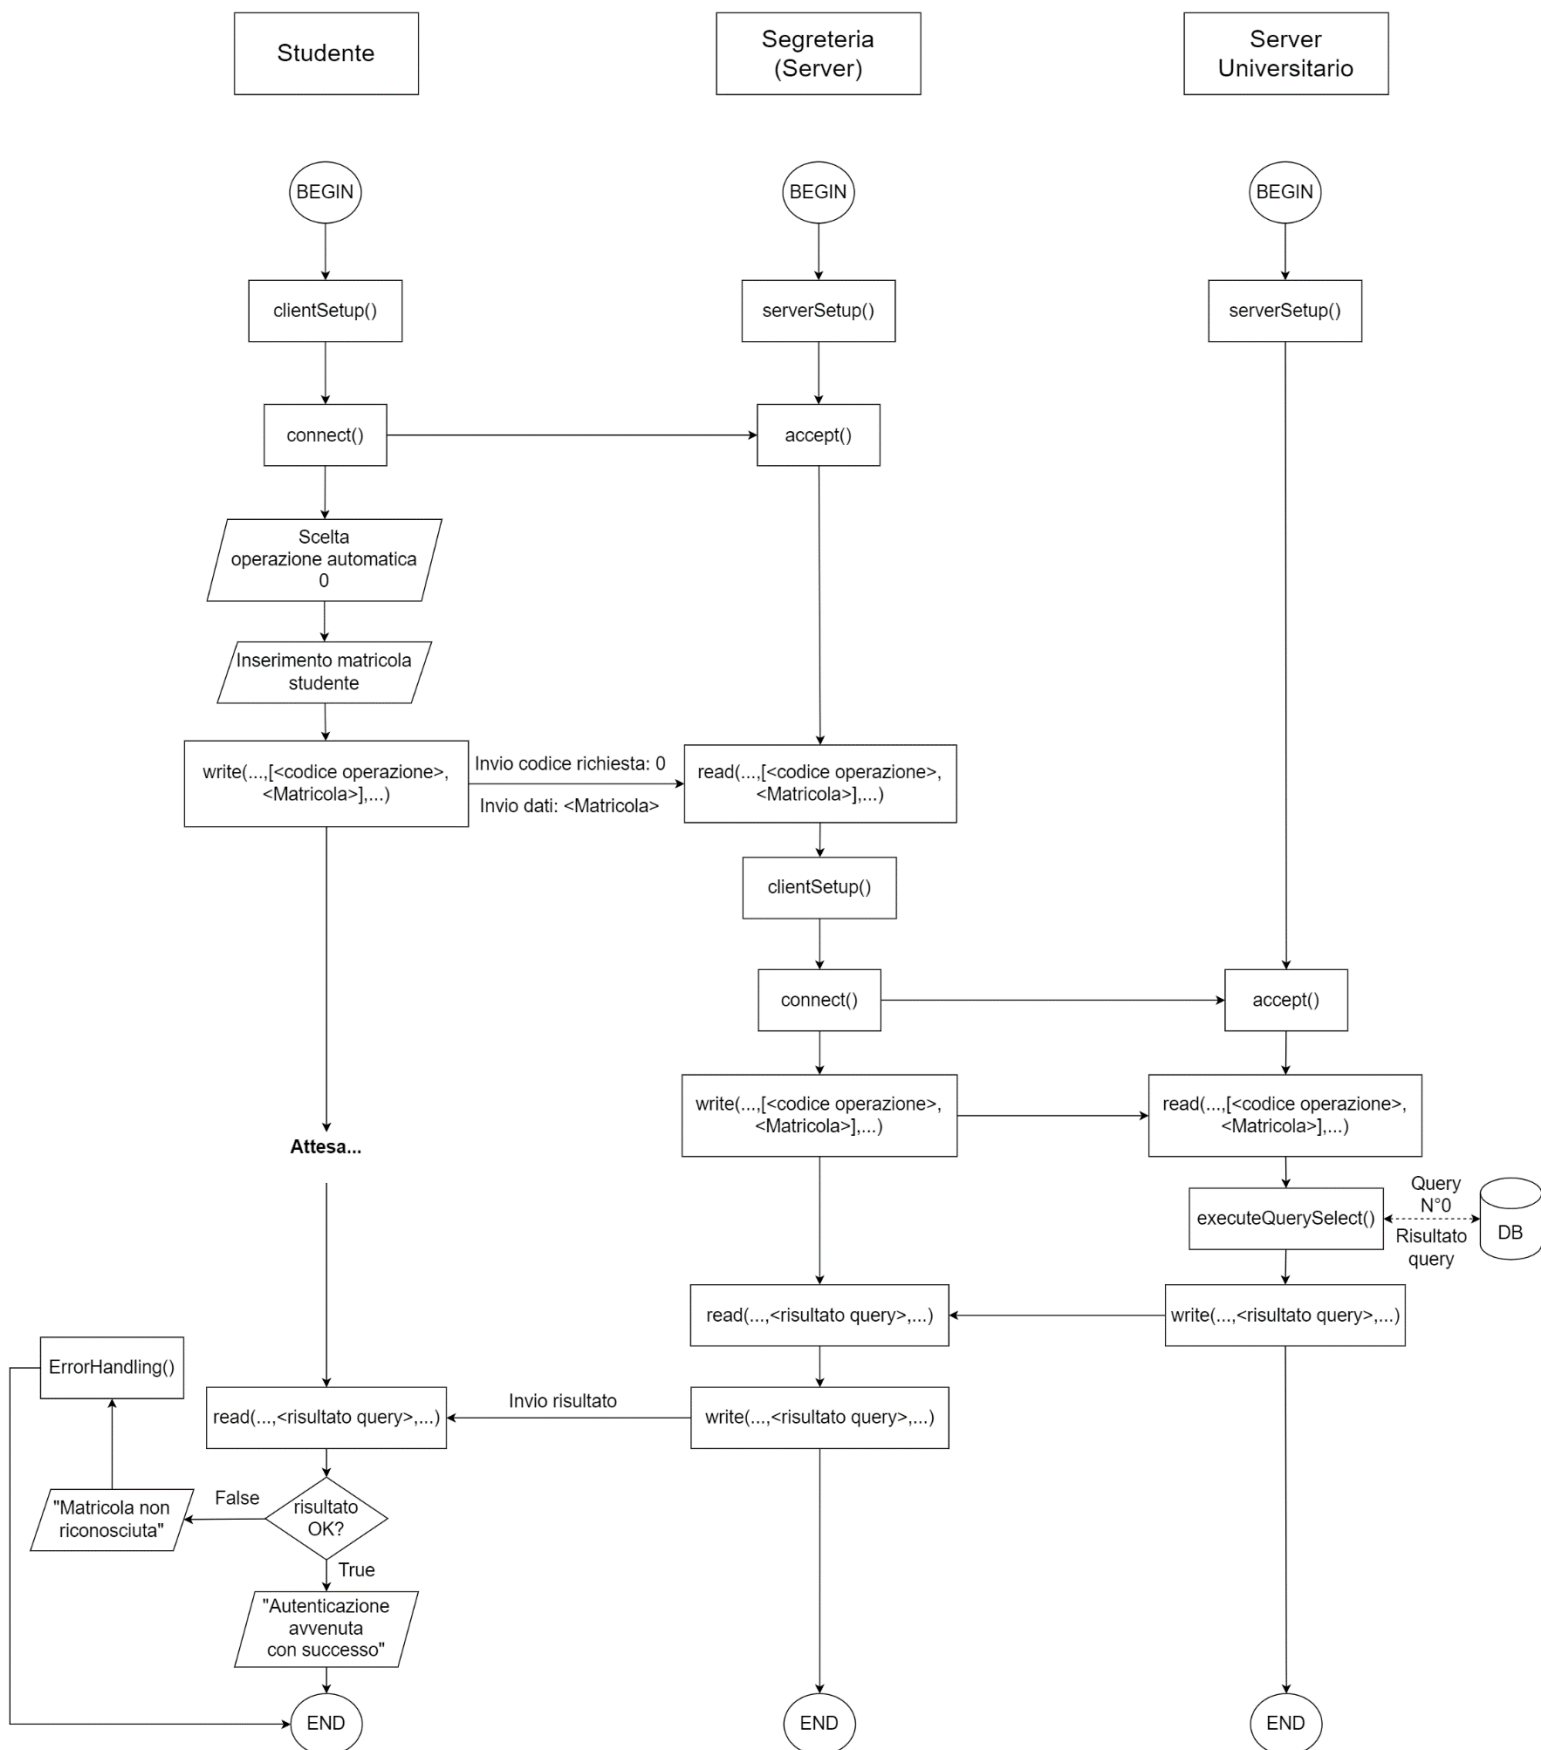 Studente
Segreteria
(Server)
Server
Universitario
BEGIN
BEGIN
BEGIN
clientSetup()
serverSetup()
serverSetup()
connect()
accept()
Scelta
operazione automatica
0
Inserimento matricola
studente
write(...,[<codice operazione>,
<Matricola>],...)
Invio codice richiesta: 0
Invio dati: <Matricola>
read(...,[<codice operazione>,
<Matricola>],...)
clientSetup()
connect()
accept()
write(...,[<codice operazione>,
<Matricola>],...)
read(...,[<codice operazione>,
<Matricola>],...)
Attesa...
executeQuerySelect()
Query
N°0
Risultato
query
DB
read(...,<risultato query>,...)
write(...,<risultato query>,...)
ErrorHandling()
read(...,<risultato query>,...)
Invio risultato
write(...,<risultato query>,...)
"Matricola non
riconosciuta"
False
risultato
OK?
True
"Autenticazione
avvenuta
con successo"
END
END
END